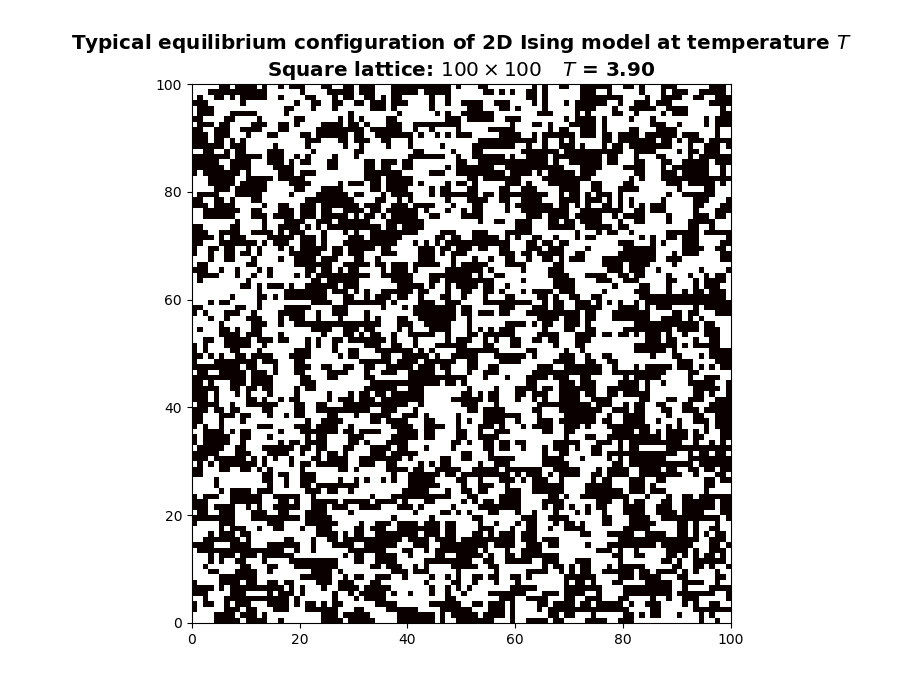 Typical equilibrium configuration of 2D Ising model at temperature T
Square lattice: 100 × 100 T = 3.90
100
80
60
40
20
0
0 20 40 60 80 100